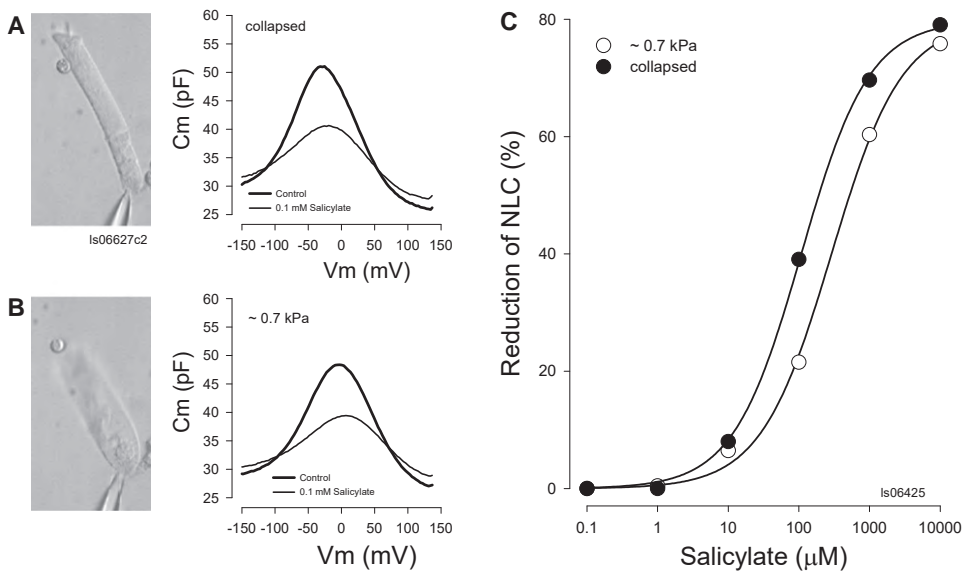 A
ls06627c2
collapsed
60
55
50
45
40
35
30
25
Cm (pF)
Control
0.1 mM Salicylate
-150 -100 -50 0 50 100 150
Vm (mV)
B
~ 0.7 kPa
60
55
50
45
40
35
30
25
Cm (pF)
Control
0.1 mM Salicylate
-150 -100 -50 0 50 100 150
Vm (mV)
C
~ 0.7 kPa
collapsed
80
60
40
20
0
Reduction of NLC (%)
ls06425
0.1 1 10 100 1000 10000
Salicylate (μM)